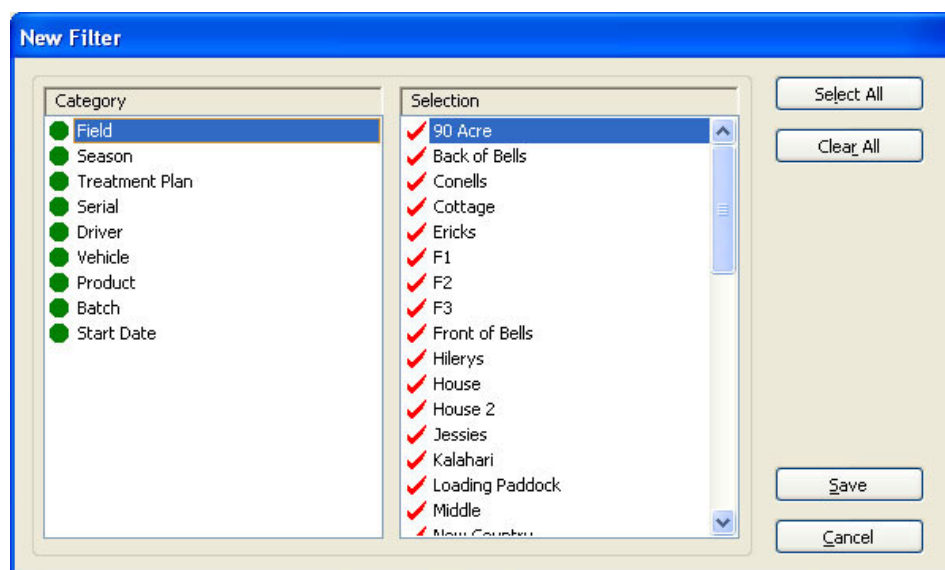 New Filter
Category
Field
Season
Treatment Plan
Serial
Driver
Vehicle
Product
Batch
Start Date
Selection
90 Acre
Back of Bells
Conells
Cottage
Ericks
F1
F2
F3
Front of Bells
Hilerys
House
House 2
Jessies
Kalahari
Loading Paddock
Middle
New Country
Select All
Clear All
Save
Cancel